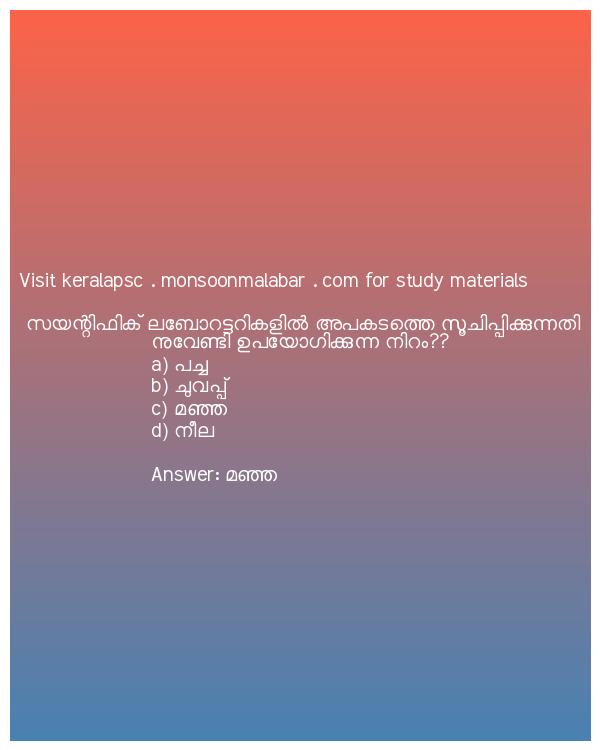 Visit keralapsc . monsoonmalabar . com for study materials
സയന്റിഫിക് ലബോറട്ടറികളിൽ അപകടത്തെ സൂചിപ്പിക്കുന്നതി
നുവേണ്ടി ഉപയോഗിക്കുന്ന നിറം??
a) പച്ച
b) ചുവപ്പ്
c) മഞ്ഞ
d) നീല
Answer: മഞ്ഞ